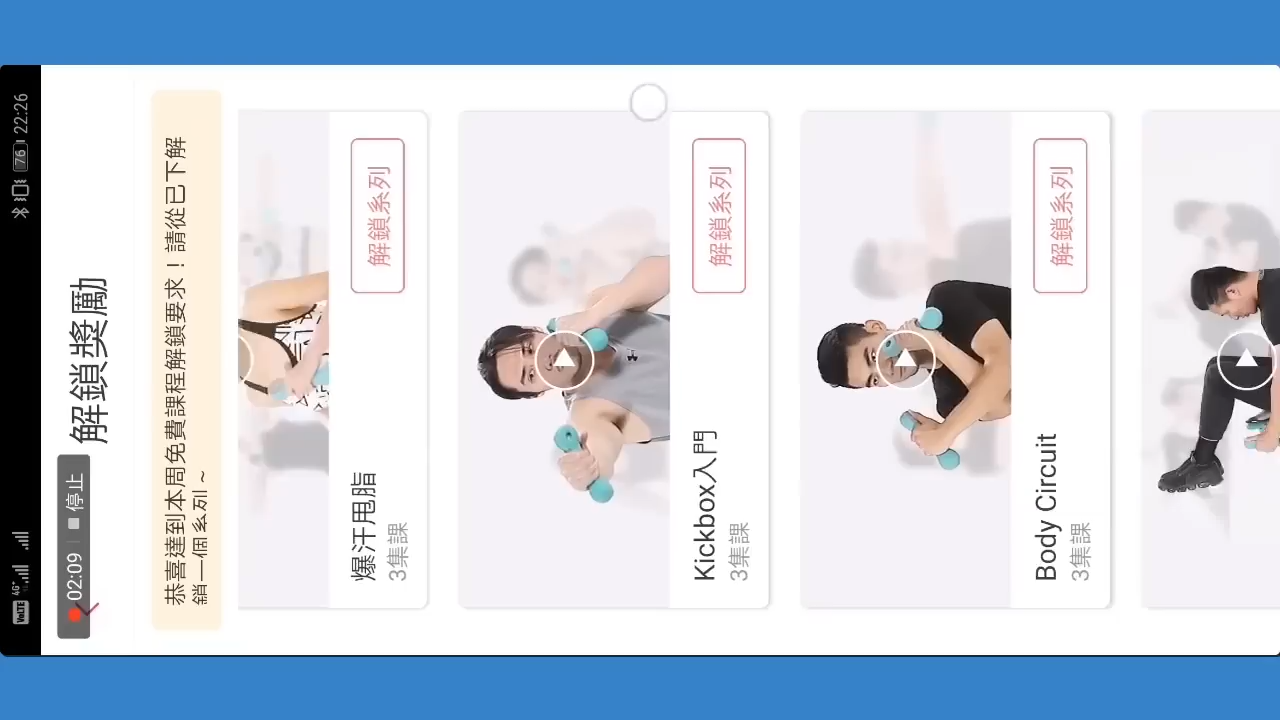 VoLTE 4G+ 76 22:26
02:09 停止
解鎖獎勵
恭喜達到本周免費課程解鎖要求！請從已下解
鎖一個系列～
爆汗甩脂
3集課
解鎖系列
Kickbox入門
3集課
解鎖系列
Body Circuit
3集課
解鎖系列